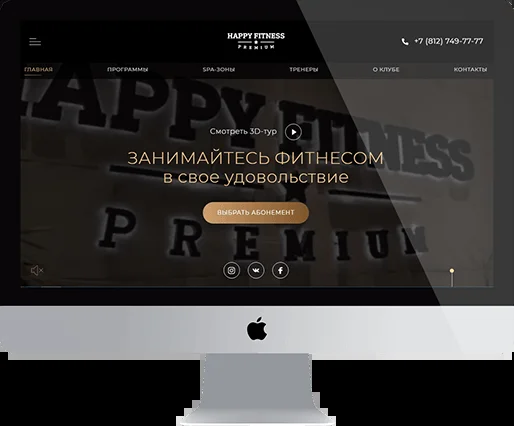 HAPPY FITNESS
PREMIUM
+7 (812) 749-77-77
ГЛАВНАЯ
ПРОГРАММЫ
SPA-ЗОНЫ
ТРЕНЕРЫ
О КЛУБЕ
КОНТАКТЫ
HAPPY FITNESS
Смотреть 3D-тур
ЗАНИМАЙТЕСЬ ФИТНЕСОМ
в свое удовольствие
ВЫБРАТЬ АБОНЕМЕНТ
PREMIUM